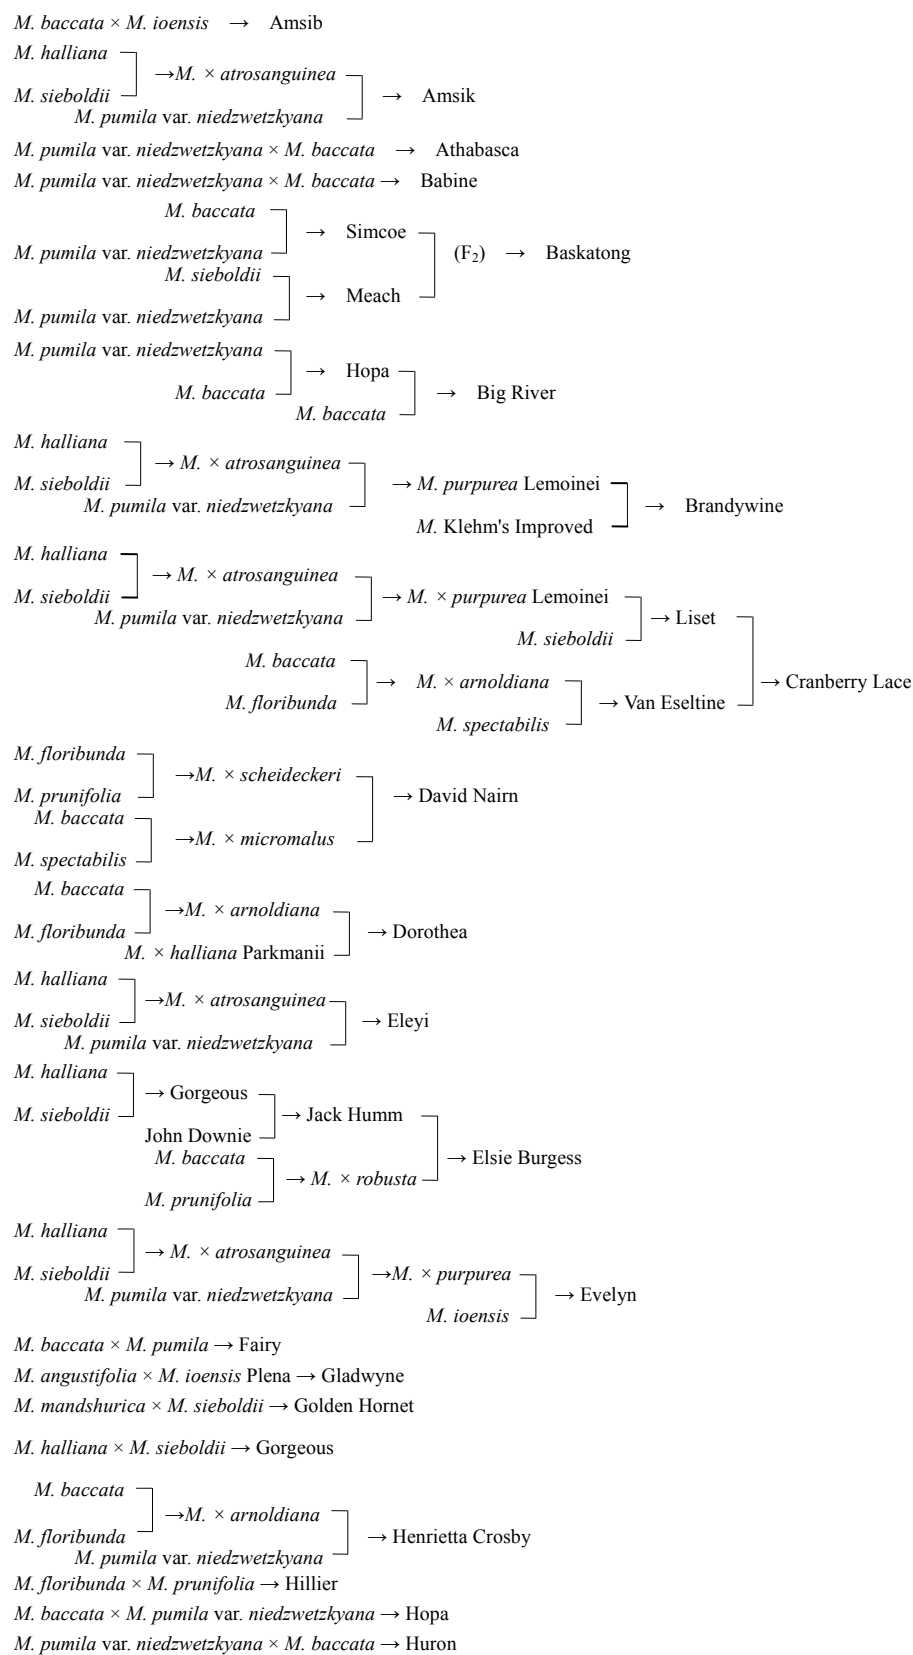 M. baccata × M. ioensis → Amsib
M. halliana
→M. × atrosanguinea
M. sieboldii → Amsik
M. pumila var. niedzwetzkyana
M. pumila var. niedzwetzkyana × M. baccata → Athabasca
M. pumila var. niedzwetzkyana × M. baccata → Babine
M. baccata
→ Simcoe
M. pumila var. niedzwetzkyana (F₂) → Baskatong
M. sieboldii
→ Meach
M. pumila var. niedzwetzkyana
M. pumila var. niedzwetzkyana
→ Hopa
M. baccata → Big River
M. baccata
M. halliana
→ M. × atrosanguinea
M. sieboldii → M. purpurea Lemoinei
M. pumila var. niedzwetzkyana → Brandywine
M. Klehm's Improved
M. halliana
→ M. × atrosanguinea
M. sieboldii → M. × purpurea Lemoinei
M. pumila var. niedzwetzkyana → Liset
M. sieboldii
M. baccata
→ M. × arnoldiana → Cranberry Lace
M. floribunda → Van Eseltine
M. spectabilis
M. floribunda
→M. × scheideckeri
M. prunifolia → David Nairn
M. baccata
→M. × micromalus
M. spectabilis
M. baccata
→M. × arnoldiana
M. floribunda → Dorothea
M. × halliana Parkmanii
M. halliana
→M. × atrosanguinea
M. sieboldii → Eleyi
M. pumila var. niedzwetzkyana
M. halliana
→ Gorgeous
M. sieboldii → Jack Humm
John Downie
M. baccata → Elsie Burgess
→ M. × robusta
M. prunifolia
M. halliana
→ M. × atrosanguinea
M. sieboldii →M. × purpurea
M. pumila var. niedzwetzkyana → Evelyn
M. ioensis
M. baccata × M. pumila → Fairy
M. angustifolia × M. ioensis Plena → Gladwyne
M. mandshurica × M. sieboldii → Golden Hornet
M. halliana × M. sieboldii → Gorgeous
M. baccata
→M. × arnoldiana
M. floribunda → Henrietta Crosby
M. pumila var. niedzwetzkyana
M. floribunda × M. prunifolia → Hillier
M. baccata × M. pumila var. niedzwetzkyana → Hopa
M. pumila var. niedzwetzkyana × M. baccata → Huron